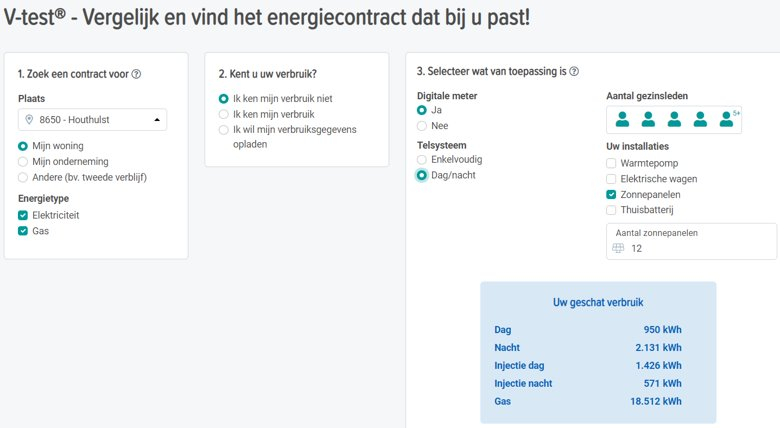 V-test® - Vergelijk en vind het energiecontract dat bij u past!
1. Zoek een contract voor
Plaats
8650 - Houthulst
Mijn woning
Mijn onderneming
Andere (bv. tweede verblijf)
Energietype
Elektriciteit
Gas
2. Kent u uw verbruik?
Ik ken mijn verbruik niet
Ik ken mijn verbruik
Ik wil mijn verbruiksgegevens
opladen
3. Selecteer wat van toepassing is
Digitale meter
Ja
Nee
Telsysteem
Enkelvoudig
Dag/nacht
Aantal gezinsleden
5+
Uw installaties
Warmtepomp
Elektrische wagen
Zonnepanelen
Thuisbatterij
Aantal zonnepanelen
12
Uw geschat verbruik
Dag 950 kWh
Nacht 2.131 kWh
Injectie dag 1.426 kWh
Injectie nacht 571 kWh
Gas 18.512 kWh